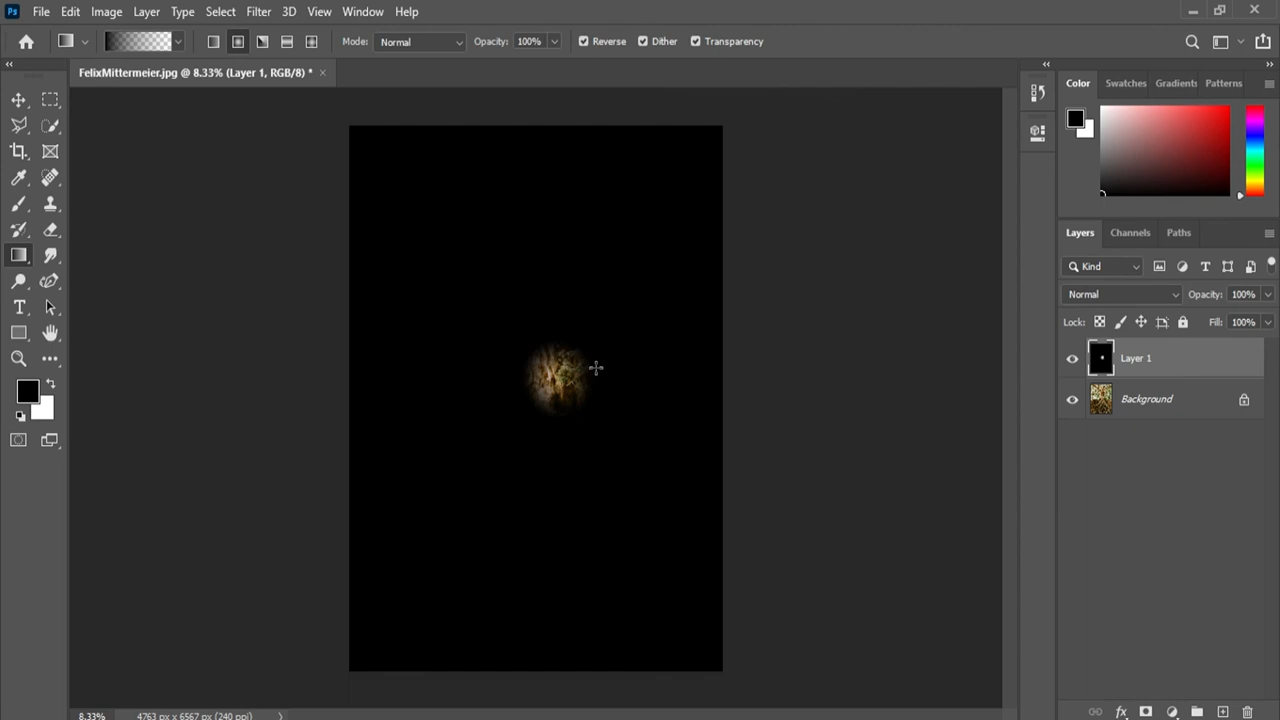 Ps File Edit Image Layer Type Select Filter 3D View Window Help
Mode: Normal Opacity: 100% Reverse Dither Transparency
FelixMittermeier.jpg @ 8.33% (Layer 1, RGB/8) *
Color Swatches Gradients Patterns
Layers Channels Paths
Kind
Normal Opacity: 100%
Lock: Fill: 100%
Layer 1
Background
8.33% 4763 px x 6567 px (240 ppi)